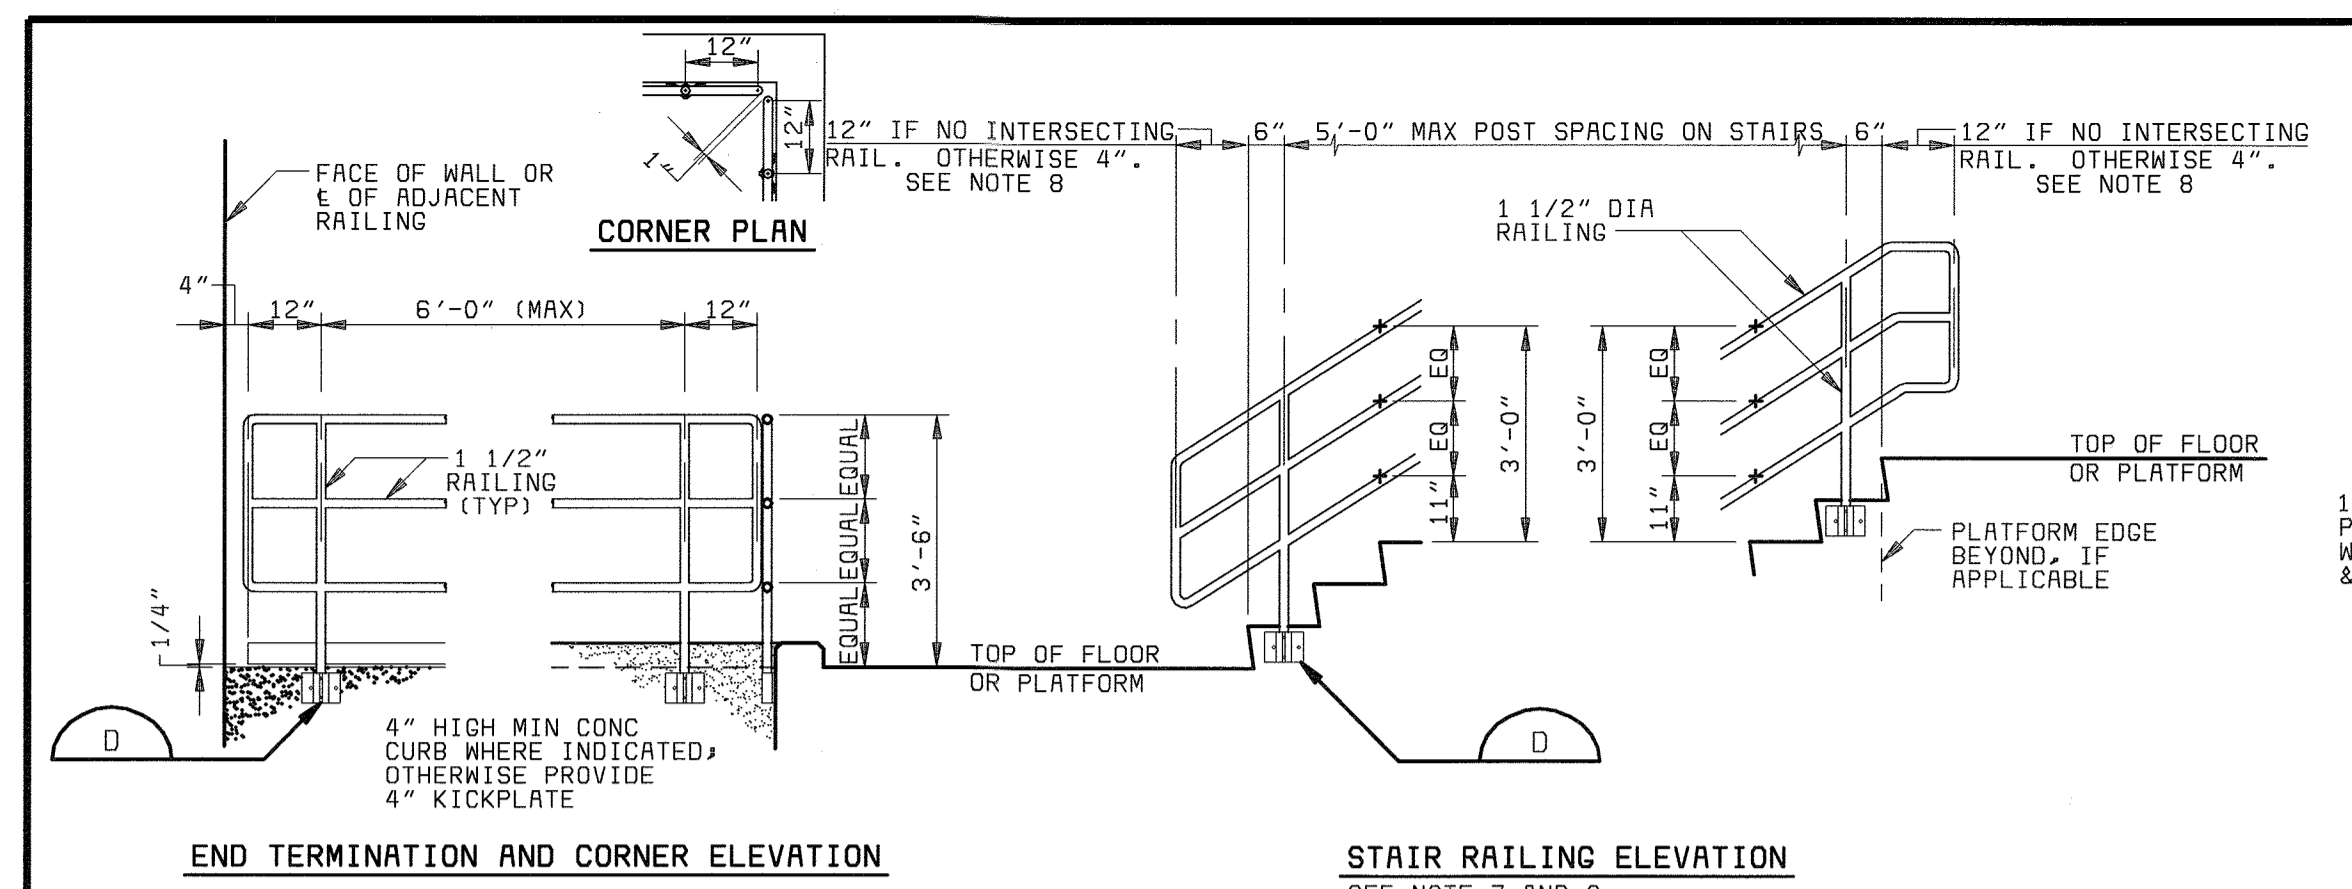 12"
12"
1"
CORNER PLAN
FACE OF WALL OR
℄ OF ADJACENT
RAILING
4"
12"
6'-0" (MAX)
12"
1 1/2"
RAILING
(TYP)
EQUAL
EQUAL
EQUAL
3'-6"
1/4"
D
4" HIGH MIN CONC
CURB WHERE INDICATED;
OTHERWISE PROVIDE
4" KICKPLATE
END TERMINATION AND CORNER ELEVATION
12" IF NO INTERSECTING
RAIL. OTHERWISE 4".
SEE NOTE 8
6"
5'-0" MAX POST SPACING ON STAIRS
6"
12" IF NO INTERSECTING
RAIL. OTHERWISE 4".
SEE NOTE 8
1 1/2" DIA
RAILING
EQ
EQ
11"
3'-0"
3'-0"
EQ
EQ
11"
TOP OF FLOOR
OR PLATFORM
TOP OF FLOOR
OR PLATFORM
PLATFORM EDGE
BEYOND, IF
APPLICABLE
D
STAIR RAILING ELEVATION
1
P
W
&